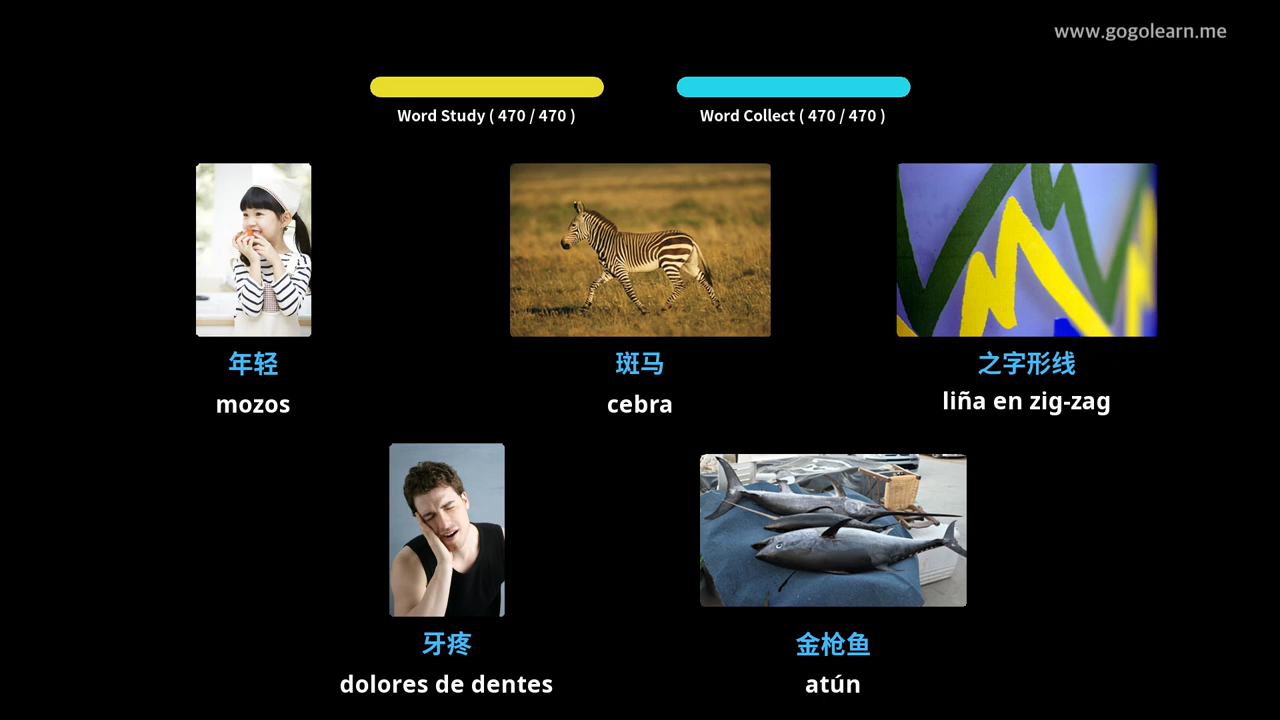 www.gogolearn.me
Word Study ( 470 / 470 )
Word Collect ( 470 / 470 )
年轻
mozos
斑马
cebra
之字形线
liña en zig-zag
牙疼
dolores de dentes
金枪鱼
atún